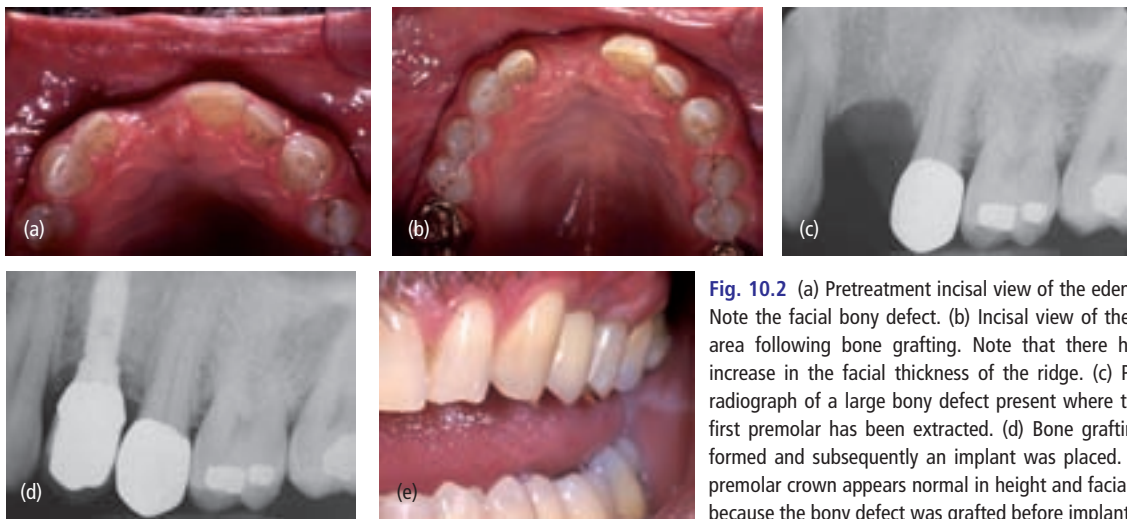 (a)
(b)
(c)
(d)
(e)
Fig. 10.2 (a) Pretreatment incisal view of the eden
Note the facial bony defect. (b) Incisal view of the
area following bone grafting. Note that there h
increase in the facial thickness of the ridge. (c) P
radiograph of a large bony defect present where t
first premolar has been extracted. (d) Bone graftin
formed and subsequently an implant was placed.
premolar crown appears normal in height and facial
because the bony defect was grafted before implant